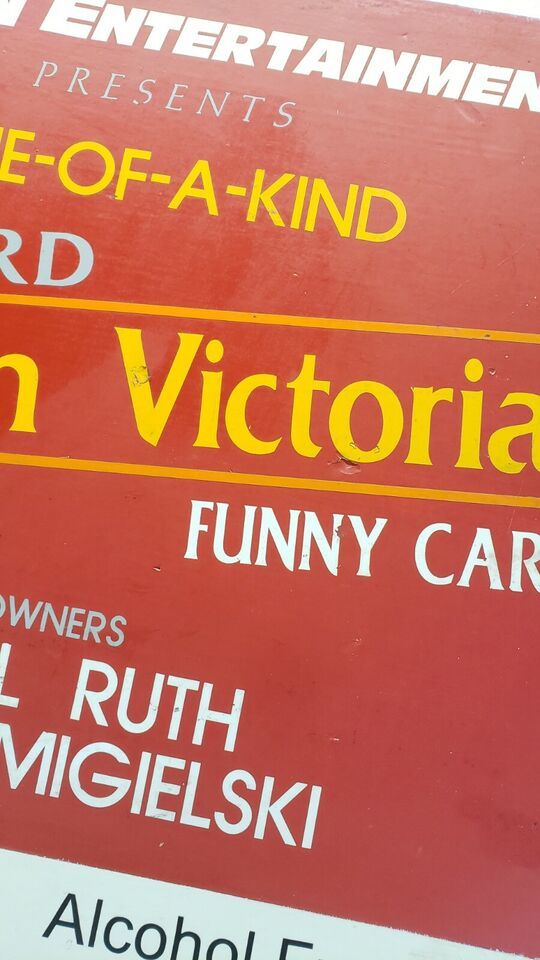 N ENTERTAINMEN
PRESENTS
E-OF-A-KIND
RD
n Victoria
FUNNY CAR
OWNERS
L RUTH
MIGIELSKI
Alcohol F